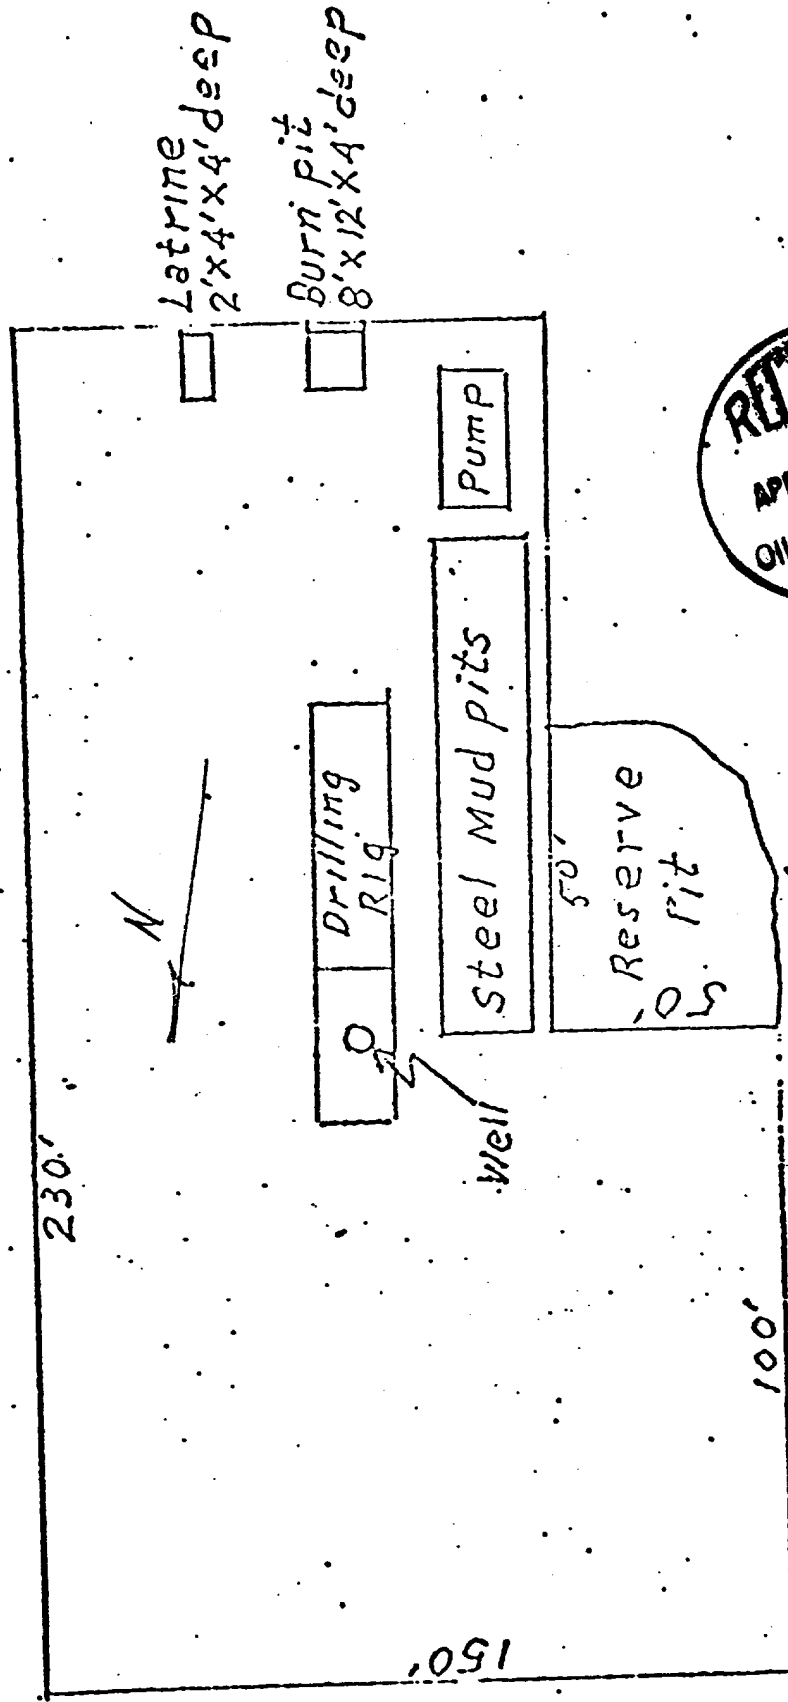 230'
Latrine
2'x4'x4' deep
Burn pit
8'x12'x4' deep
N
Drilling
Rig
Pump
Steel Mud pits
Well
50'
Reserve
Pit
50'
150'
100'